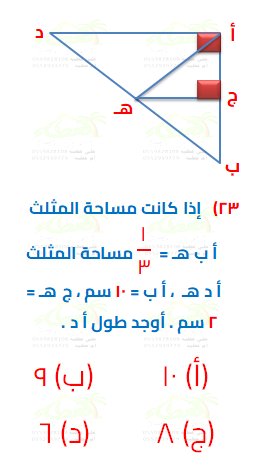 د
أ
ج
هـ
ب
٢٣) إذا كانت مساحة المثلث
أ ب هـ = ١/٣ مساحة المثلث
أ د هـ ، أ ب = ١٠ سم ، ج هـ =
٢ سم . أوجد طول أ د .
(أ) ١٠ (ب) ٩
(ج) ٨ (د) ٦